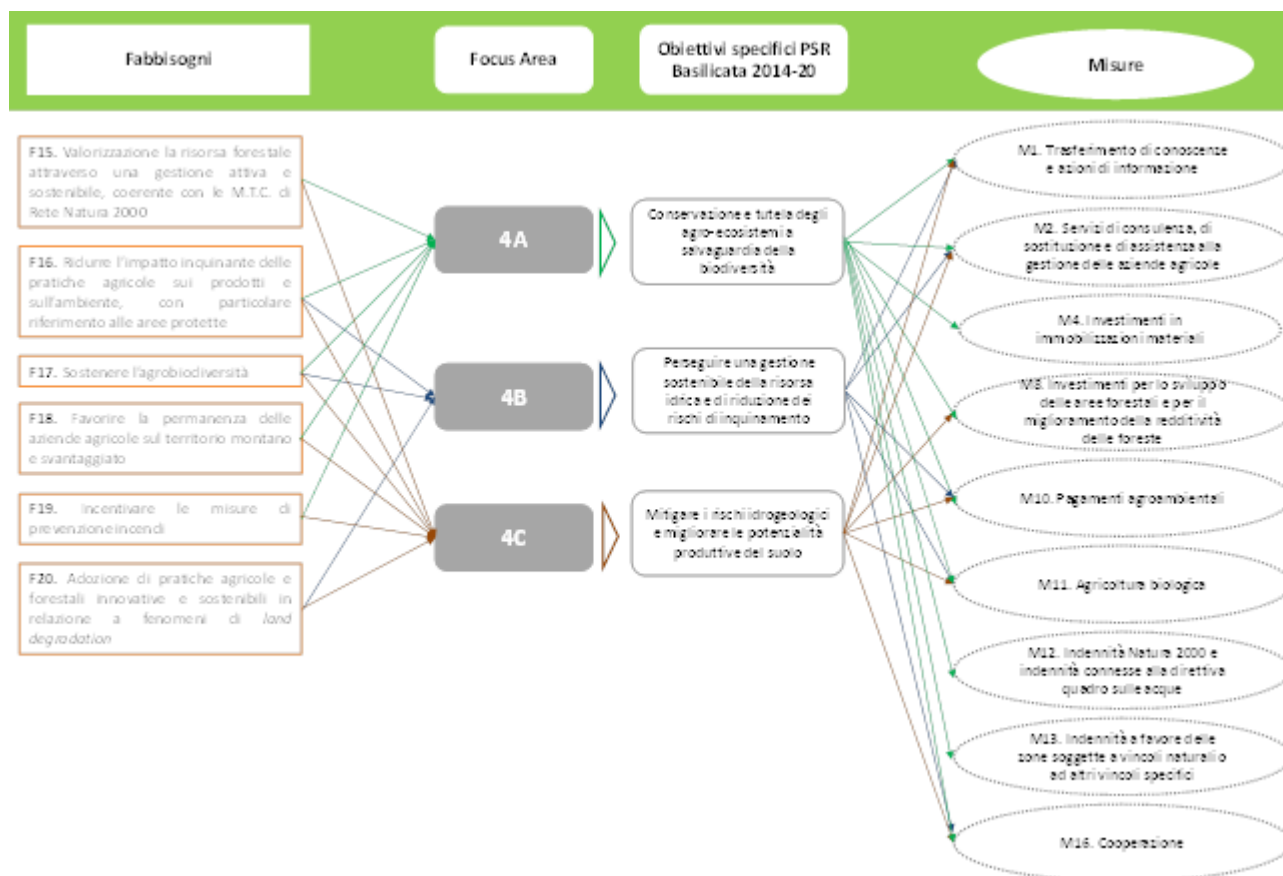 Fabbisogni
Focus Area
Obiettivi specifici PSR
Basilicata 2014-20
Misure
F15. Valorizzazione la risorsa forestale
attraverso una gestione attiva e
sostenibile, coerente con le M.T.C. di
Rete Natura 2000
F16. Ridurre l'impatto inquinante delle
pratiche agricole sui prodotti e
sull'ambiente, con particolare
riferimento alle aree protette
F17. Sostenere l'agrobiodiversità
F18. Favorire la permanenza delle
aziende agricole sul territorio montano
e svantaggiato
F19. Incentivare le misure di
prevenzione incendi
F20. Adozione di pratiche agricole e
forestali innovative e sostenibili in
relazione a fenomeni di land
degradation
4A
4B
4C
Conservazione e tutela degli
agro-ecosistemi a
salvaguardia della
biodiversità
Perseguire una gestione
sostenibile della risorsa
idrica e di riduzione dei
rischi di inquinamento
Mitigare i rischi idrogeologici
e migliorare le potenzialità
produttive del suolo
M1. Trasferimento di conoscenze
e azioni di informazione
M2. Servizi di consulenza, di
sostituzione e di assistenza alla
gestione delle aziende agricole
M4. Investimenti in
immobilizzazioni materiali
M8. Investimenti per lo sviluppo
delle aree forestali e per il
miglioramento della redditività
delle foreste
M10. Pagamenti agroambientali
M11. Agricoltura biologica
M12. Indennità Natura 2000 e
indennità connesse alla direttiva
quadro sulle acque
M13. Indennità a favore delle
zone soggette a vincoli naturali o
ad altri vincoli specifici
M16. Cooperazione